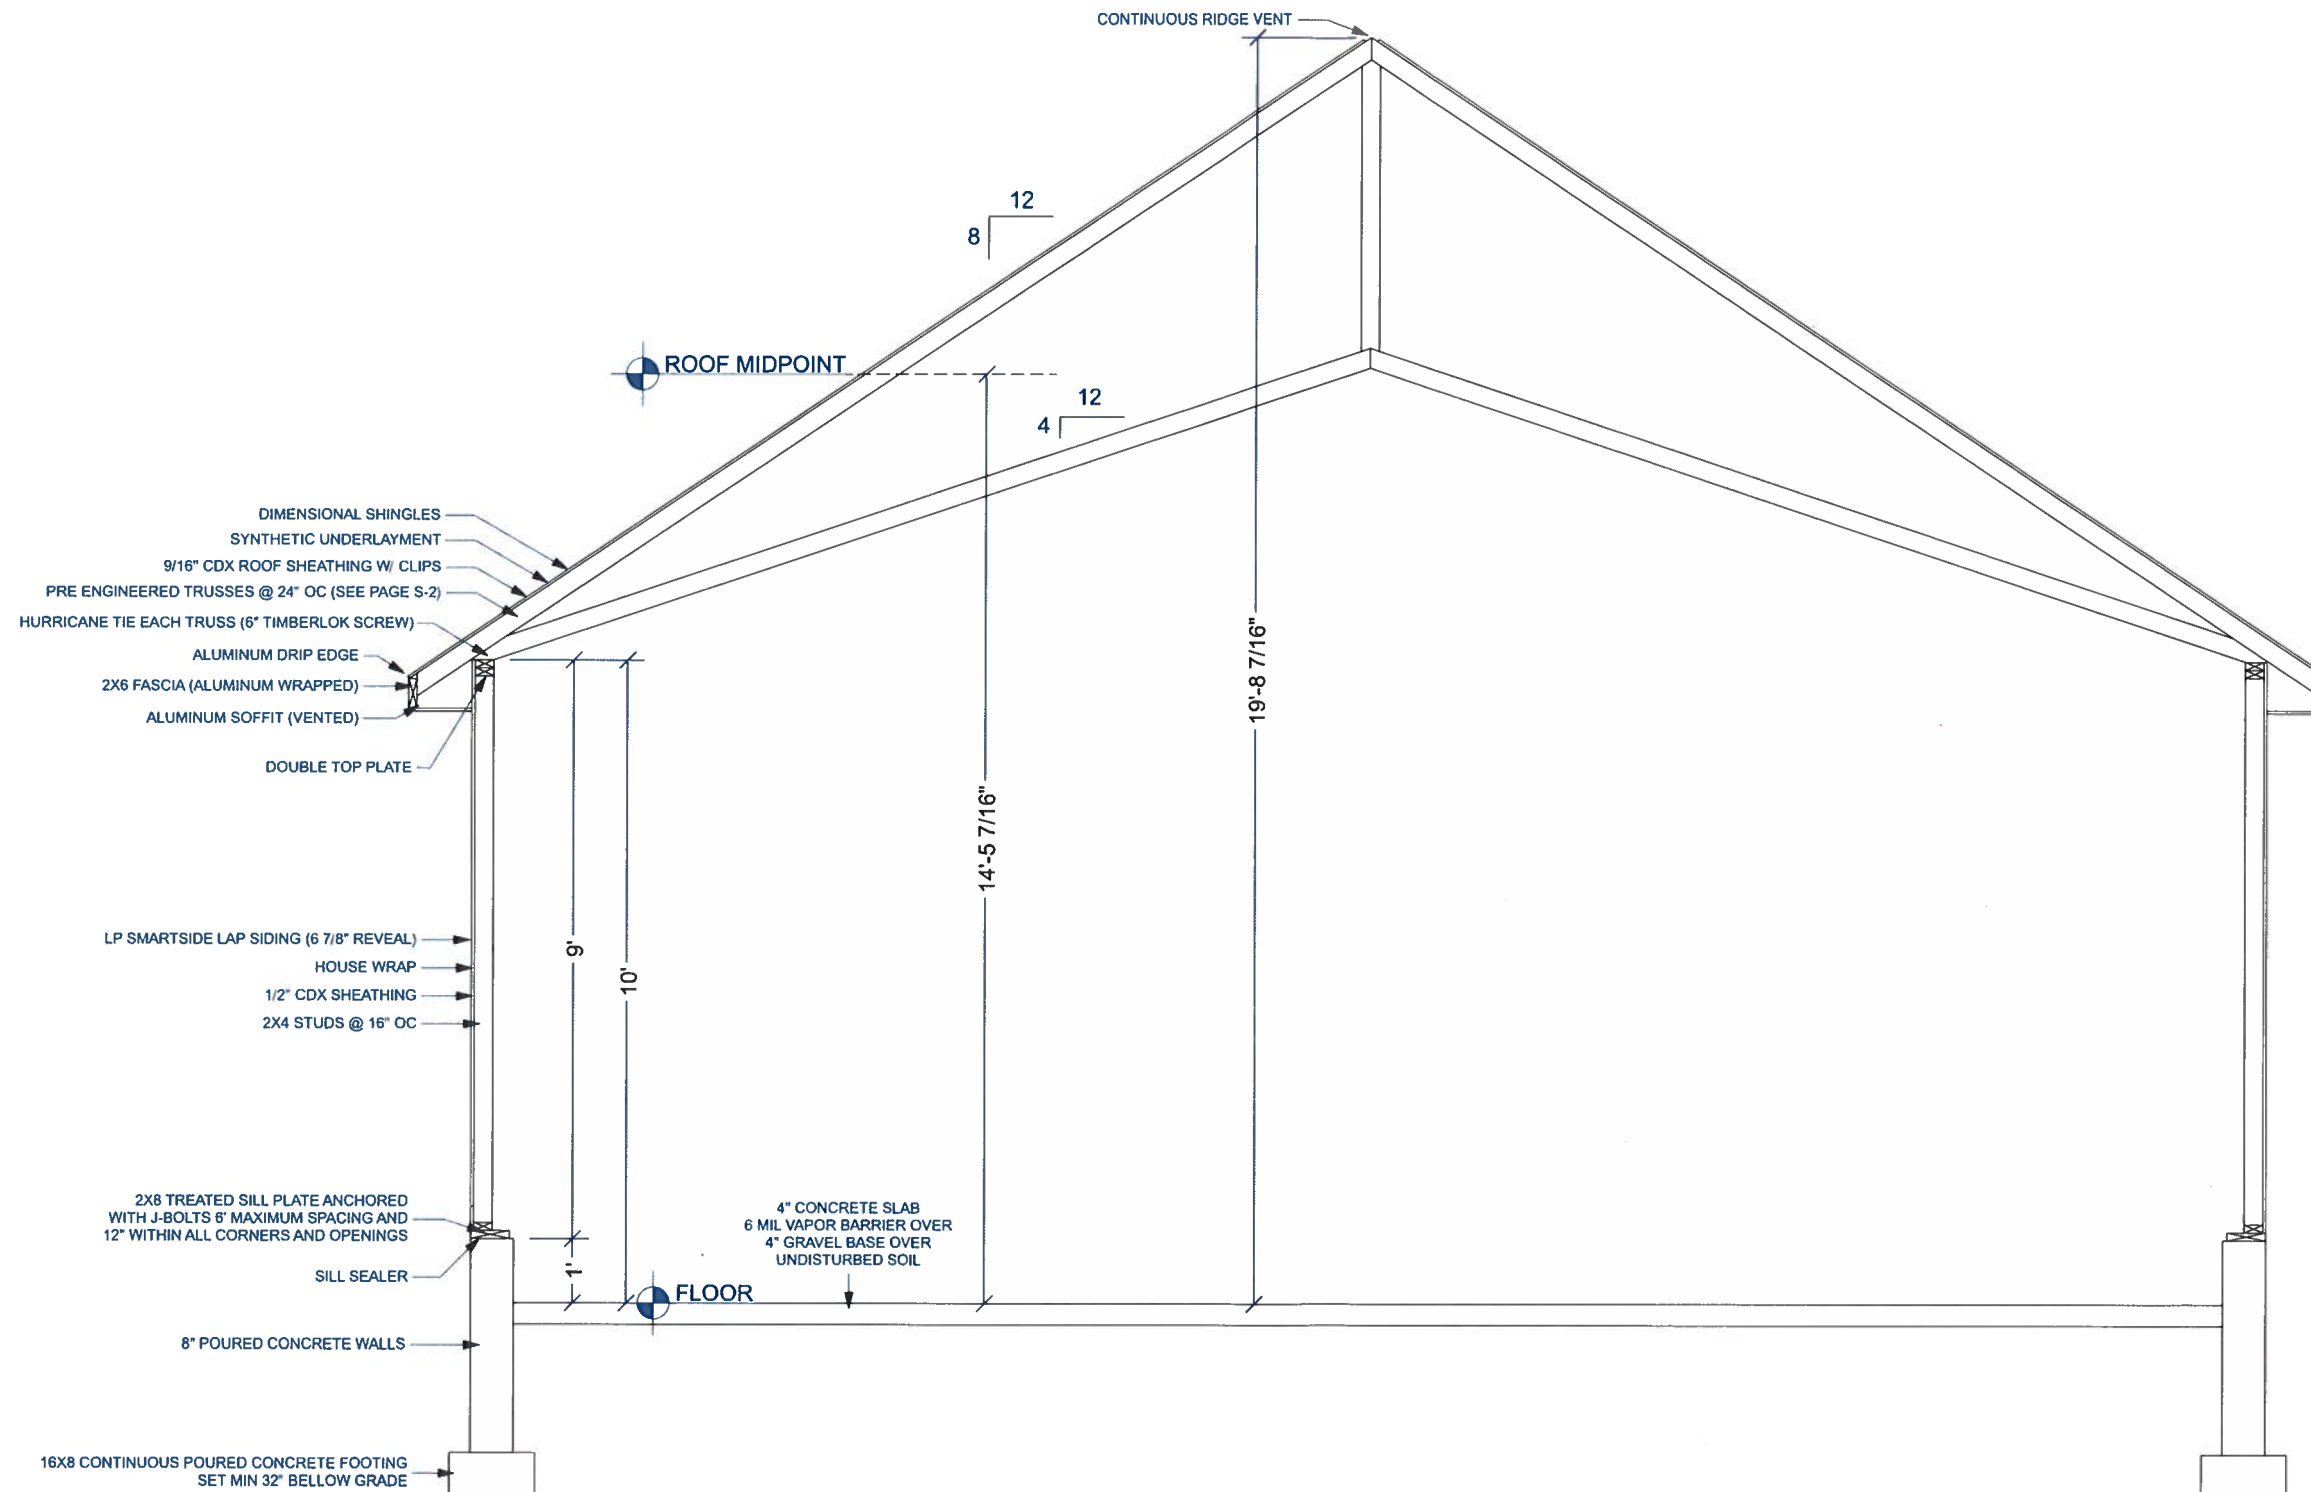 CONTINUOUS RIDGE VENT
12
8
ROOF MIDPOINT
12
4
DIMENSIONAL SHINGLES
SYNTHETIC UNDERLAYMENT
9/16" CDX ROOF SHEATHING W/ CLIPS
PRE ENGINEERED TRUSSES @ 24" OC (SEE PAGE S-2)
HURRICANE TIE EACH TRUSS (6" TIMBERLOK SCREW)
ALUMINUM DRIP EDGE
2X6 FASCIA (ALUMINUM WRAPPED)
ALUMINUM SOFFIT (VENTED)
DOUBLE TOP PLATE
19'-8 7/16"
14'-5 7/16"
9'
10'
LP SMARTSIDE LAP SIDING (6 7/8" REVEAL)
HOUSE WRAP
1/2" CDX SHEATHING
2X4 STUDS @ 16" OC
2X8 TREATED SILL PLATE ANCHORED
WITH J-BOLTS 6' MAXIMUM SPACING AND
12" WITHIN ALL CORNERS AND OPENINGS
4" CONCRETE SLAB
6 MIL VAPOR BARRIER OVER
4" GRAVEL BASE OVER
UNDISTURBED SOIL
SILL SEALER
1'
FLOOR
8" POURED CONCRETE WALLS
16X8 CONTINUOUS POURED CONCRETE FOOTING
SET MIN 32" BELLOW GRADE